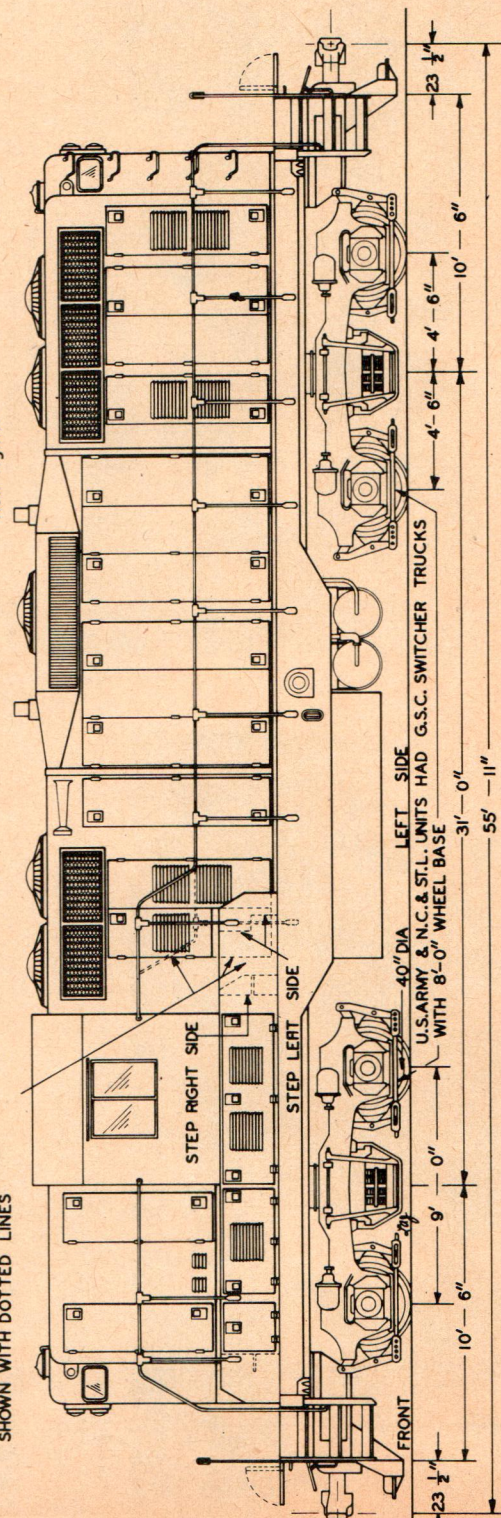 SHOWN WITH DOTTED LINES
STEP RIGHT SIDE
STEP LEFT SIDE
FRONT
40" DIA
LEFT SIDE
U.S.ARMY & N.C.& ST.L. UNITS HAD G.S.C. SWITCHER TRUCKS
WITH 8'-0" WHEEL BASE
9' - 0"
4'- 6"
4' - 6"
23 1/2"
10' - 6"
31' - 0"
10' - 6"
23 1/2"
55' - 11"